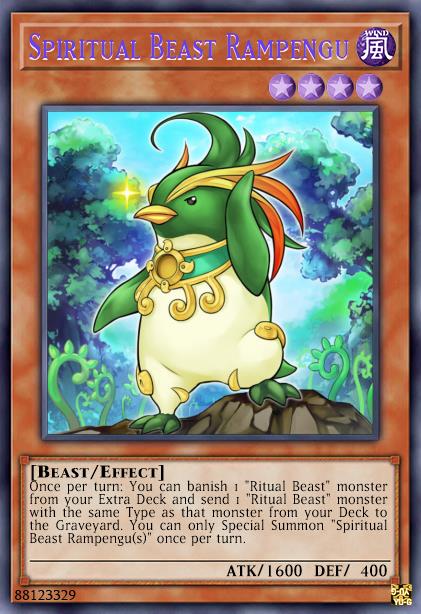 Spiritual Beast Rampengu
WIND
風
[Beast/Effect]
Once per turn: You can banish 1 "Ritual Beast" monster
from your Extra Deck and send 1 "Ritual Beast" monster
with the same Type as that monster from your Deck to
the Graveyard. You can only Special Summon "Spiritual
Beast Rampengu(s)" once per turn.
ATK/1600 DEF/ 400
88123329